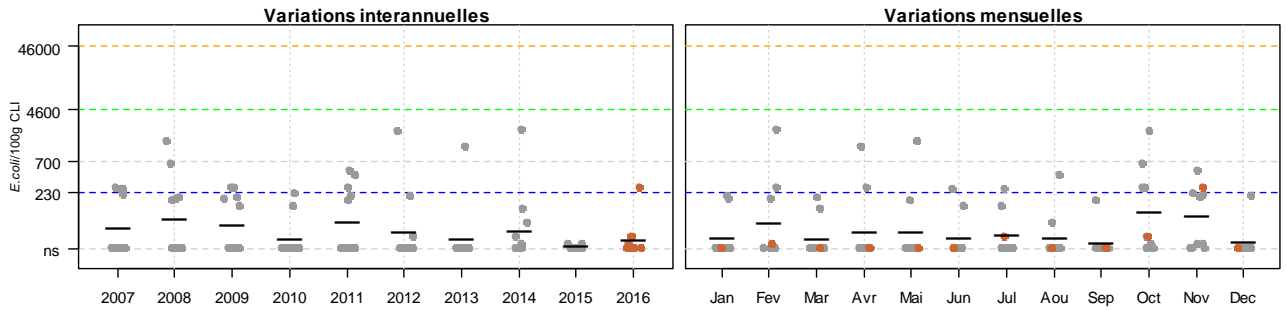 Variations interannuelles
Variations mensuelles
E.coli/100g CLI
46000
4600
700
230
ns
2007 2008 2009 2010 2011 2012 2013 2014 2015 2016
Jan Fev Mar Avr Mai Jun Jul Aou Sep Oct Nov Dec